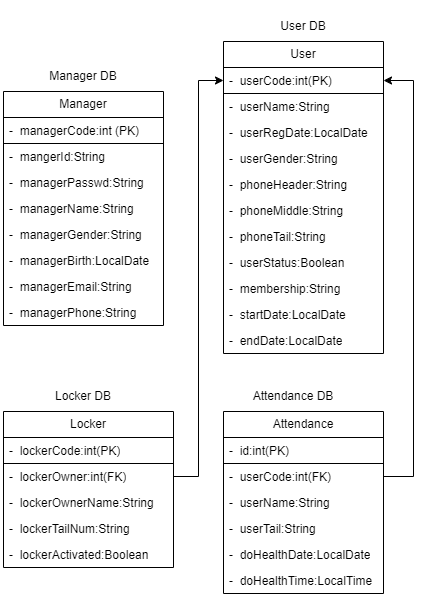 User DB
User
- userCode:int(PK)
- userName:String
- userRegDate:LocalDate
- userGender:String
- phoneHeader:String
- phoneMiddle:String
- phoneTail:String
- userStatus:Boolean
- membership:String
- startDate:LocalDate
- endDate:LocalDate
Manager DB
Manager
- managerCode:int (PK)
- mangerId:String
- managerPasswd:String
- managerName:String
- managerGender:String
- managerBirth:LocalDate
- managerEmail:String
- managerPhone:String
Locker DB
Locker
- lockerCode:int(PK)
- lockerOwner:int(FK)
- lockerOwnerName:String
- lockerTailNum:String
- lockerActivated:Boolean
Attendance DB
Attendance
- id:int(PK)
- userCode:int(FK)
- userName:String
- userTail:String
- doHealthDate:LocalDate
- doHealthTime:LocalTime